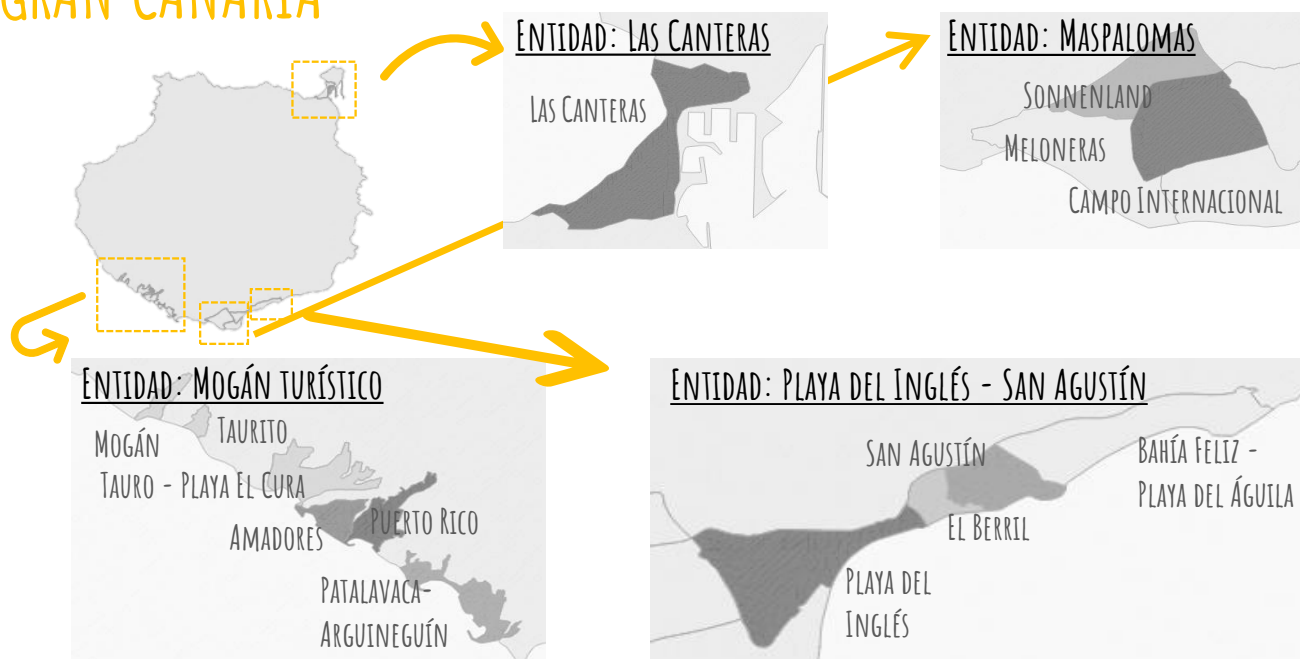 GRAN CANARIA
ENTIDAD: LAS CANTERAS
LAS CANTERAS
ENTIDAD: MASPALOMAS
SONNENLAND
MELONERAS
CAMPO INTERNACIONAL
ENTIDAD: MOGÁN TURÍSTICO
MOGÁN
TAURITO
TAURO - PLAYA EL CURA
AMADORES
PUERTO RICO
PATALAVACA-
ARGUINEGUÍN
ENTIDAD: PLAYA DEL INGLÉS - SAN AGUSTÍN
SAN AGUSTÍN
BAHÍA FELIZ -
PLAYA DEL ÁGUILA
EL BERRIL
PLAYA DEL
INGLÉS